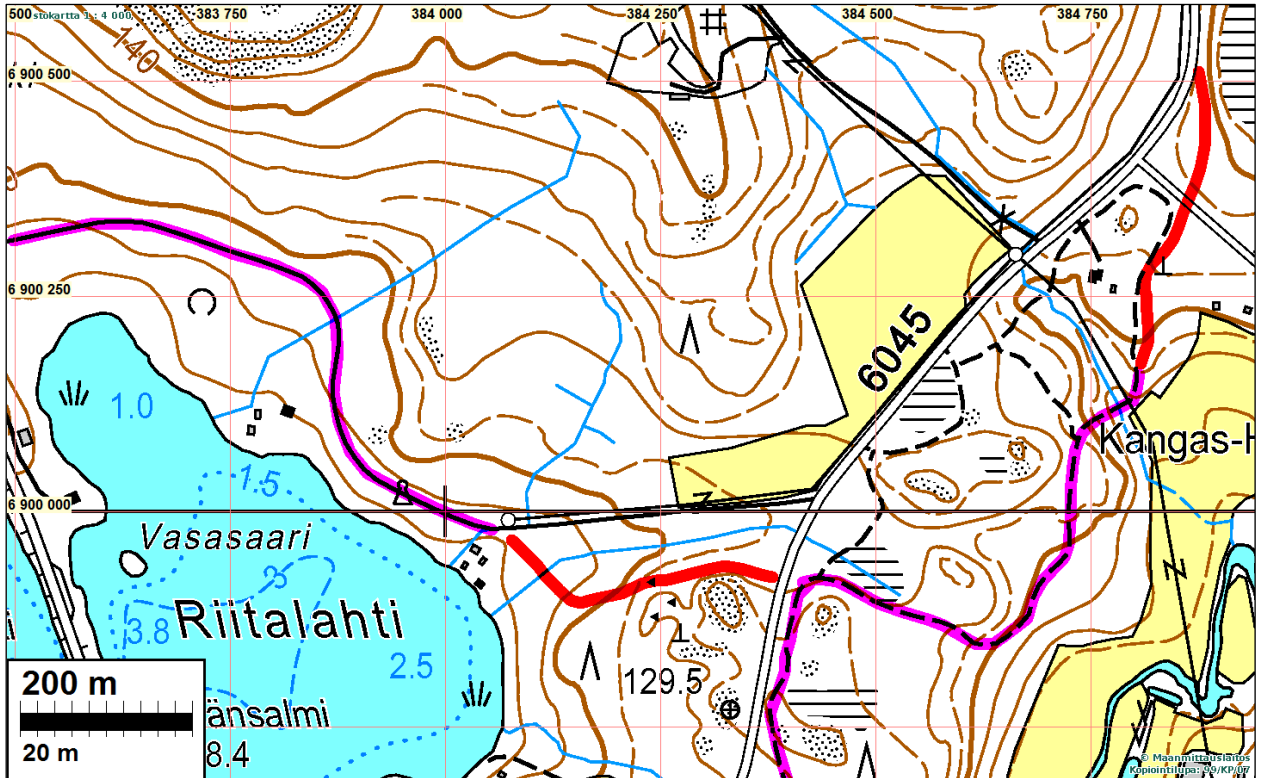 500
stokartta 1 : 4 000,
383 750
384 000
384 250
384 500
384 750
140
6 900 500
6 900 250
6045
1.0
Kangas-H
1.5
6 900 000
Vasasaari
3
3.8
Riitalahti
2.5
129.5
200 m
20 m
änsalmi
8.4
© Maanmittauslaitos
Kopiointilupa: 99/KP/07